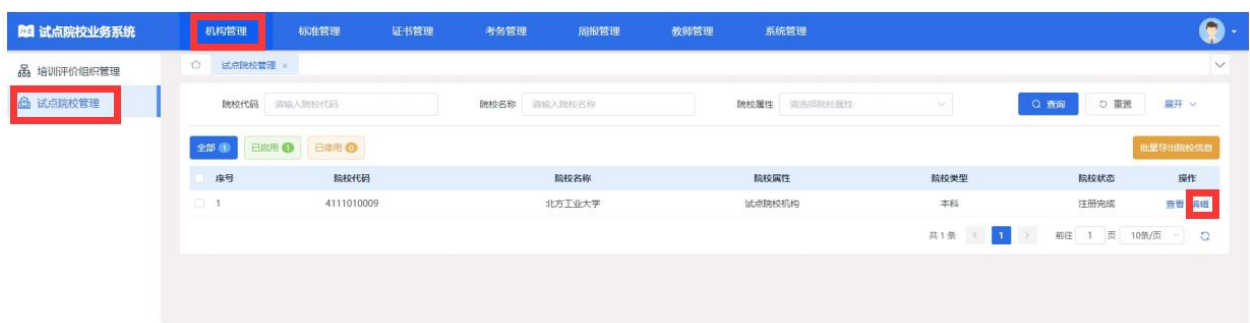 试点院校业务系统 机构管理 标准管理 证书管理 考务管理 周报管理 教师管理 系统管理
培训评价组织管理
试点院校管理 ×
试点院校管理
院校代码 请输入院校代码 院校名称 请输入院校名称 院校属性 请选择院校属性 查询 重置 展开
全部 1 已启用 1 已停用 0 批量导出院校信息
序号 院校代码 院校名称 院校属性 院校类型 院校状态 操作
1 4111010009 北方工业大学 试点院校机构 本科 注册完成 查看 编辑
共 1 条 < 1 > 前往 1 页 10条/页